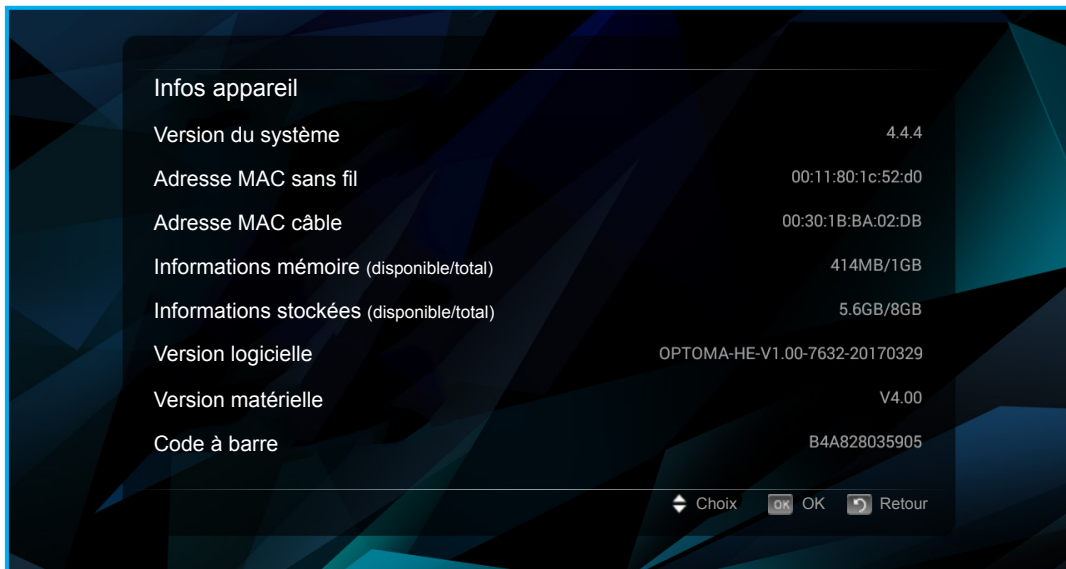 Infos appareil
Version du système 4.4.4
Adresse MAC sans fil 00:11:80:1c:52:d0
Adresse MAC câble 00:30:1B:BA:02:DB
Informations mémoire (disponible/total) 414MB/1GB
Informations stockées (disponible/total) 5.6GB/8GB
Version logicielle OPTOMA-HE-V1.00-7632-20170329
Version matérielle V4.00
Code à barre B4A828035905
Choix OK OK Retour